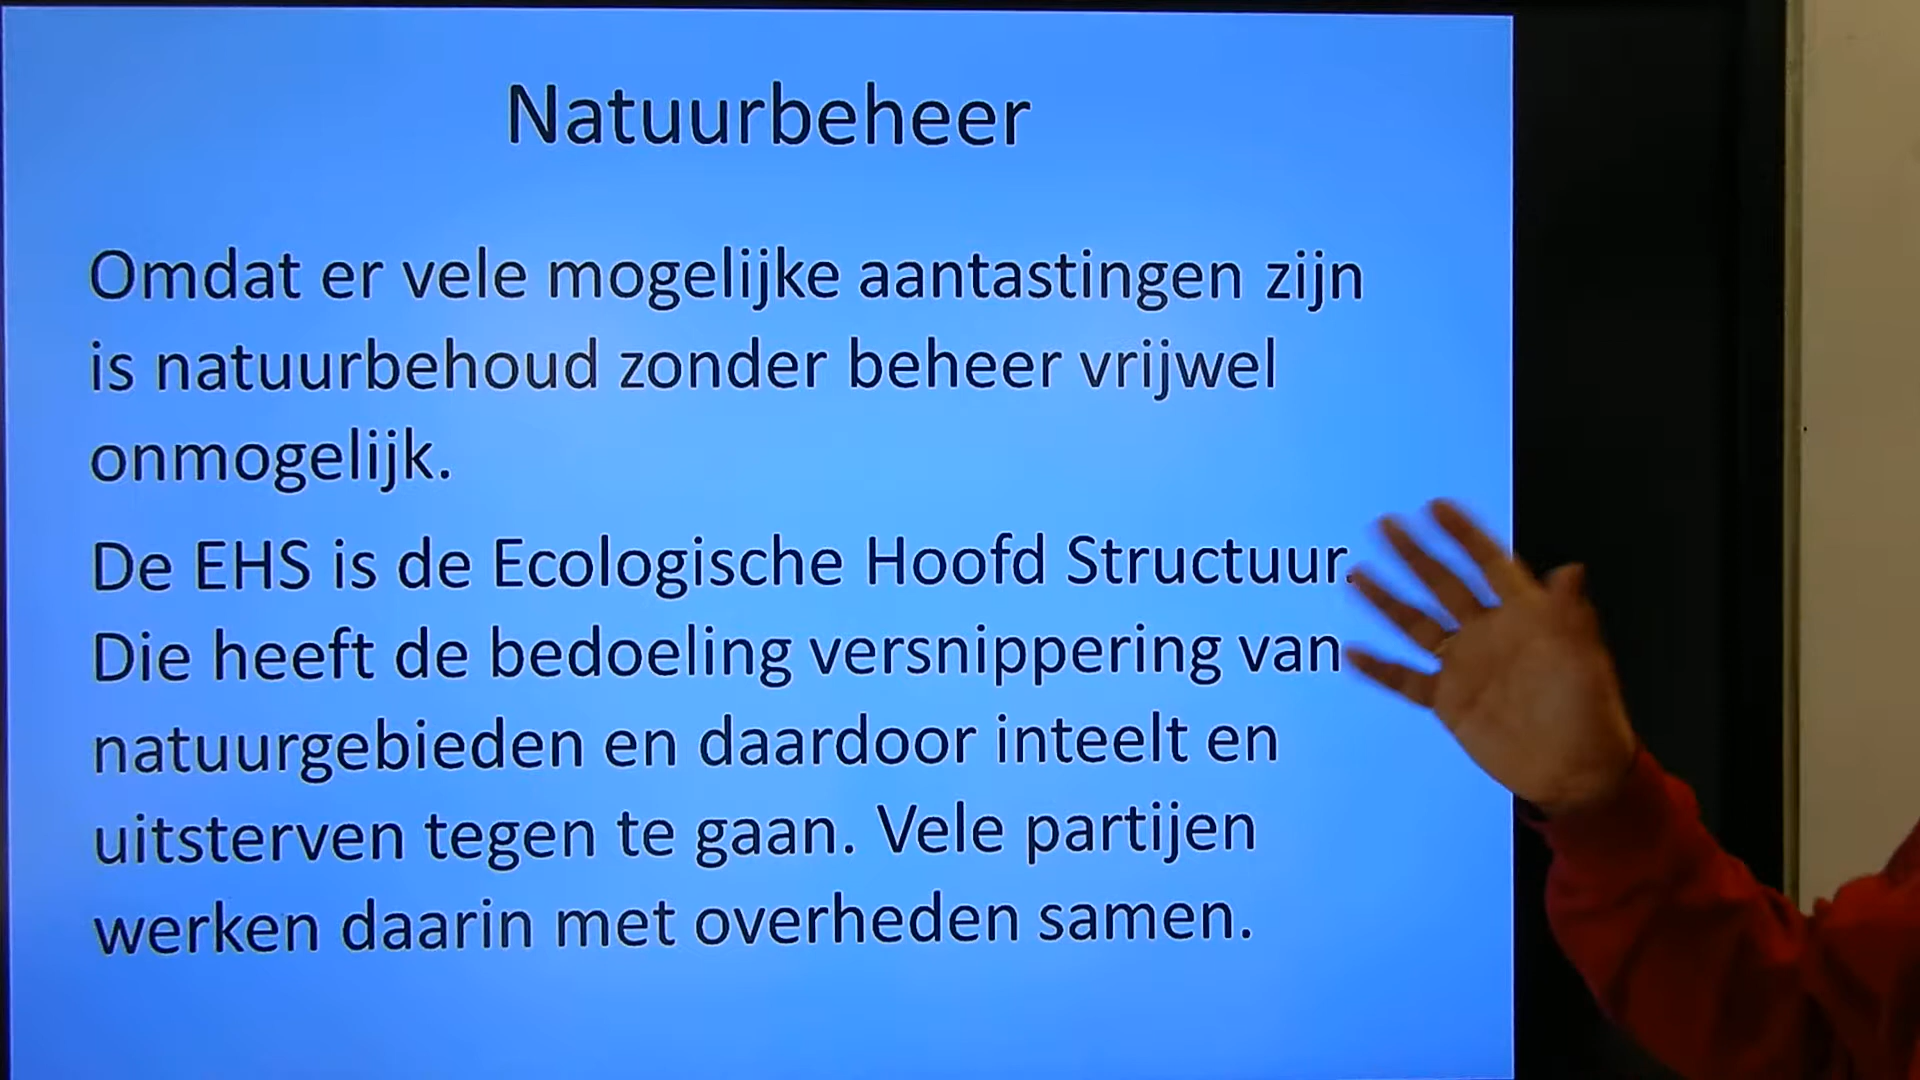 Natuurbeheer
Omdat er vele mogelijke aantastingen zijn
is natuurbehoud zonder beheer vrijwel
onmogelijk.
De EHS is de Ecologische Hoofd Structuur.
Die heeft de bedoeling versnippering van
natuurgebieden en daardoor inteelt en
uitsterven tegen te gaan. Vele partijen
werken daarin met overheden samen.